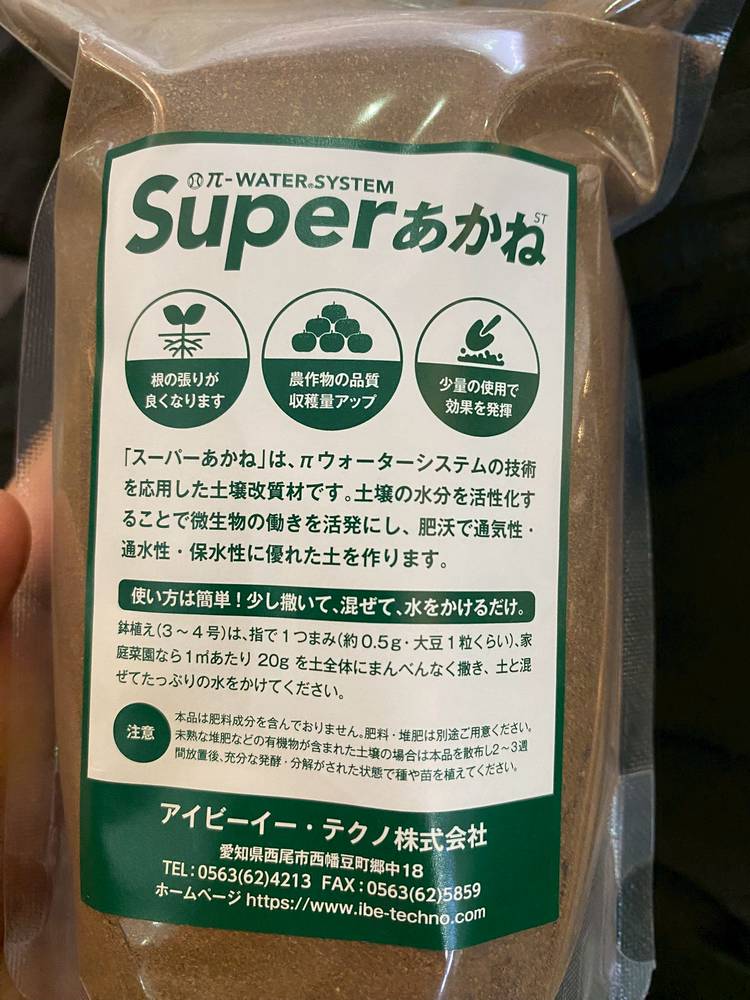 π-WATER®SYSTEM
Superあかね ST
根の張りが
良くなります
農作物の品質
収穫量アップ
少量の使用で
効果を発揮
「スーパーあかね」は、πウォーターシステムの技術
を応用した土壌改質材です。土壌の水分を活性化す
ることで微生物の働きを活発にし、肥沃で通気性・
通水性・保水性に優れた土を作ります。
使い方は簡単！少し撒いて、混ぜて、水をかけるだけ。
鉢植え(3～4号)は、指で1つまみ(約0.5g・大豆1粒くらい)、家
庭菜園なら1㎡あたり 20g を土全体にまんべんなく撒き、土と混
ぜてたっぷりの水をかけてください。
注意
本品は肥料成分を含んでおりません。肥料・堆肥は別途ご用意ください。
未熟な堆肥などの有機物が含まれた土壌の場合は本品を散布し2～3週
間放置後、充分な発酵・分解がされた状態で種や苗を植えてください。
アイビーイー・テクノ株式会社
愛知県西尾市西幡豆町郷中18
TEL:0563(62)4213 FAX:0563(62)5859
ホームページ https://www.ibe-techno.com